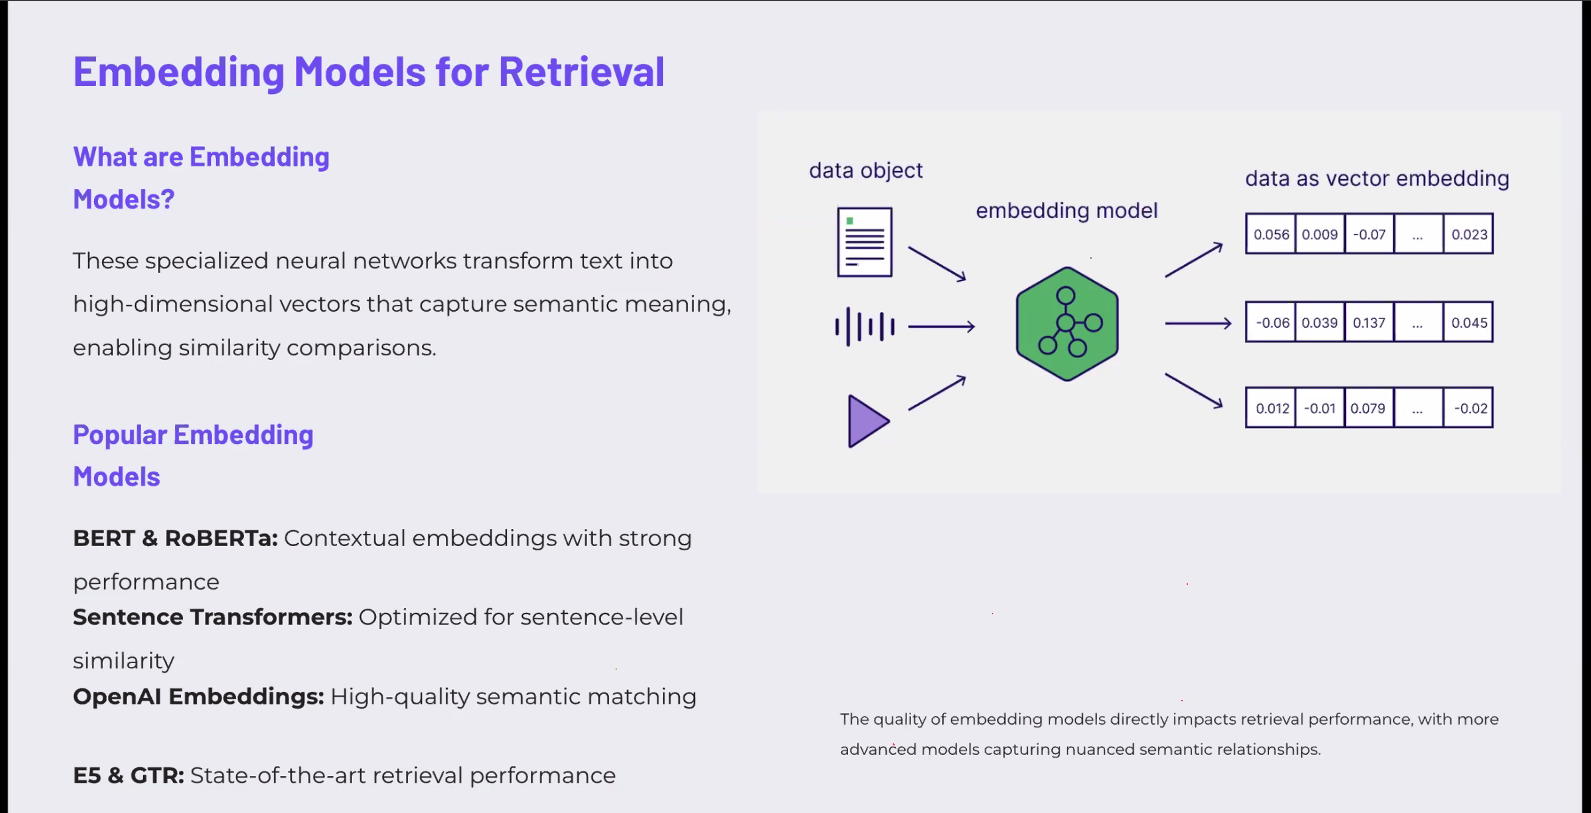 Embedding Models for Retrieval
What are Embedding
Models?
These specialized neural networks transform text into
high-dimensional vectors that capture semantic meaning,
enabling similarity comparisons.
Popular Embedding
Models
BERT & RoBERTa: Contextual embeddings with strong
performance
Sentence Transformers: Optimized for sentence-level
similarity
OpenAI Embeddings: High-quality semantic matching
E5 & GTR: State-of-the-art retrieval performance
data object
embedding model
data as vector embedding
0.056 0.009 -0.07 ... 0.023
-0.06 0.039 0.137 ... 0.045
0.012 -0.01 0.079 ... -0.02
The quality of embedding models directly impacts retrieval performance, with more
advanced models capturing nuanced semantic relationships.